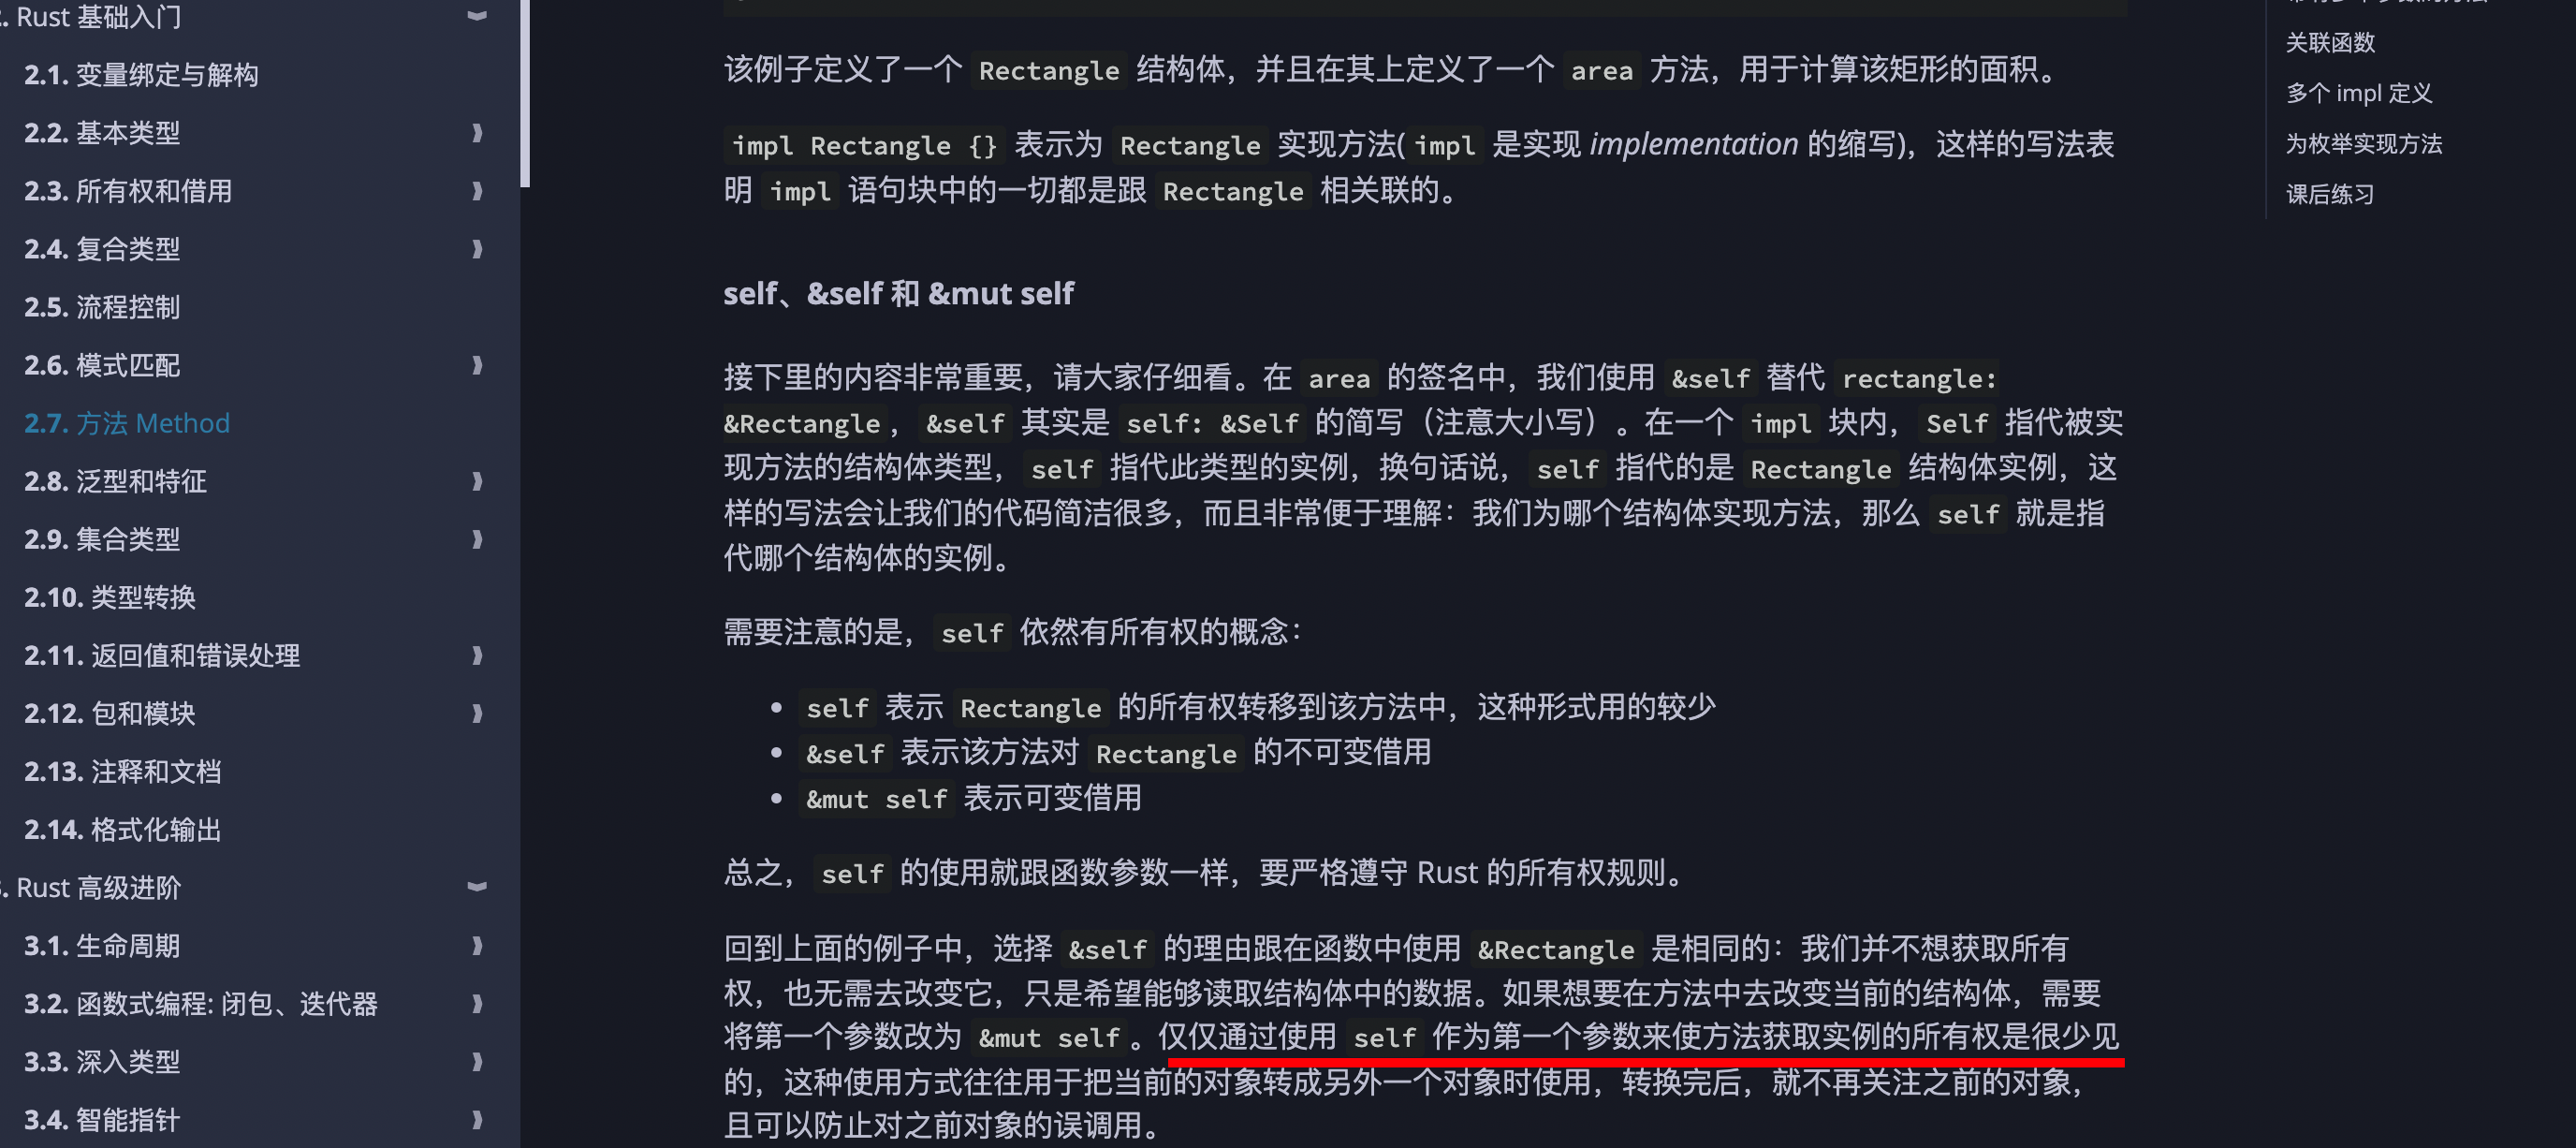 . Rust 基础入门
2.1. 变量绑定与解构
2.2. 基本类型
2.3. 所有权和借用
2.4. 复合类型
2.5. 流程控制
2.6. 模式匹配
2.7. 方法 Method
2.8. 泛型和特征
2.9. 集合类型
2.10. 类型转换
2.11. 返回值和错误处理
2.12. 包和模块
2.13. 注释和文档
2.14. 格式化输出
. Rust 高级进阶
3.1. 生命周期
3.2. 函数式编程: 闭包、迭代器
3.3. 深入类型
3.4. 智能指针
该例子定义了一个 Rectangle 结构体，并且在其上定义了一个 area 方法，用于计算该矩形的面积。
impl Rectangle {} 表示为 Rectangle 实现方法(impl 是实现 implementation 的缩写)，这样的写法表
明 impl 语句块中的一切都是跟 Rectangle 相关联的。
self、&self 和 &mut self
接下里的内容非常重要，请大家仔细看。在 area 的签名中，我们使用 &self 替代 rectangle:
&Rectangle，&self 其实是 self: &Self 的简写（注意大小写）。在一个 impl 块内，Self 指代被实
现方法的结构体类型，self 指代此类型的实例，换句话说，self 指代的是 Rectangle 结构体实例，这
样的写法会让我们的代码简洁很多，而且非常便于理解：我们为哪个结构体实现方法，那么 self 就是指
代哪个结构体的实例。
需要注意的是，self 依然有所有权的概念：
• self 表示 Rectangle 的所有权转移到该方法中，这种形式用的较少
• &self 表示该方法对 Rectangle 的不可变借用
• &mut self 表示可变借用
总之，self 的使用就跟函数参数一样，要严格遵守 Rust 的所有权规则。
回到上面的例子中，选择 &self 的理由跟在函数中使用 &Rectangle 是相同的：我们并不想获取所有
权，也无需去改变它，只是希望能够读取结构体中的数据。如果想要在方法中去改变当前的结构体，需要
将第一个参数改为 &mut self。仅仅通过使用 self 作为第一个参数来使方法获取实例的所有权是很少见
的，这种使用方式往往用于把当前的对象转成另外一个对象时使用，转换完后，就不再关注之前的对象，
且可以防止对之前对象的误调用。
关联函数
多个 impl 定义
为枚举实现方法
课后练习